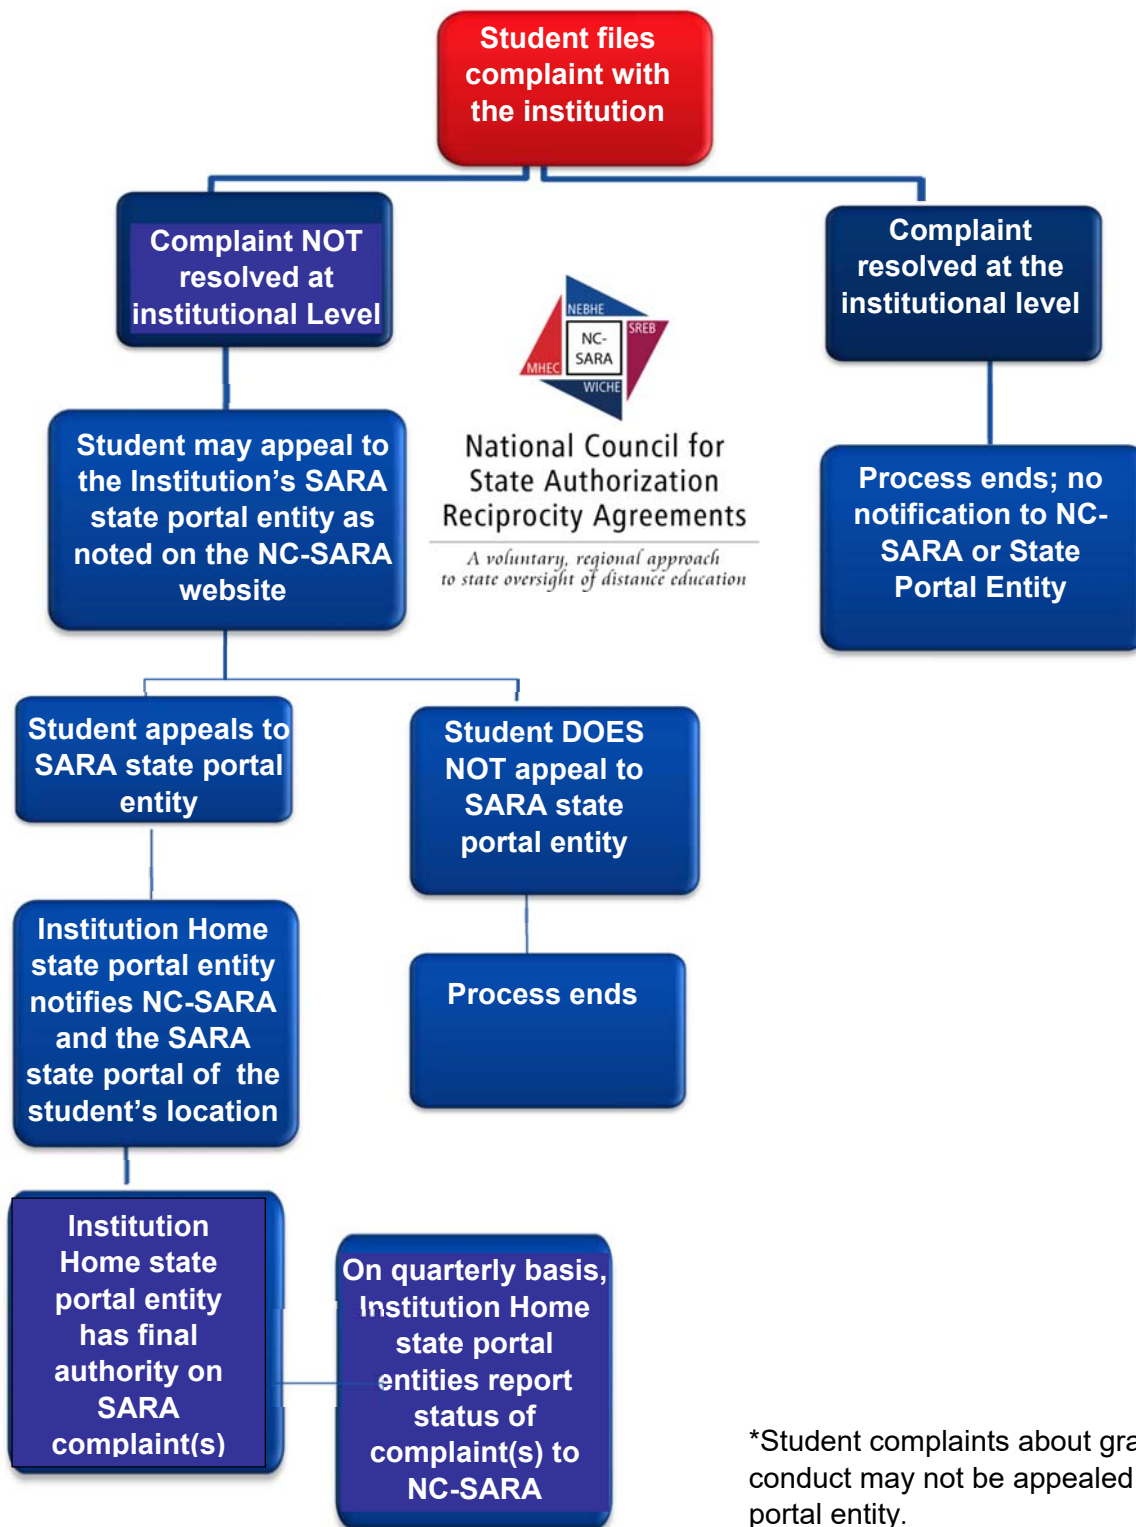 Student files
complaint with
the institution
Complaint NOT
resolved at
institutional Level
Complaint
resolved at the
institutional level
NEBHE
SREB
NC-
SARA
MHEC
WICHE
National Council for
State Authorization
Reciprocity Agreements
A voluntary, regional approach
to state oversight of distance education
Student may appeal to
the Institution’s SARA
state portal entity as
noted on the NC-SARA
website
Process ends; no
notification to NC-
SARA or State
Portal Entity
Student appeals to
SARA state portal
entity
Student DOES
NOT appeal to
SARA state
portal entity
Institution Home
state portal entity
notifies NC-SARA
and the SARA
state portal of the
student’s location
Process ends
Institution
Home state
portal entity
has final
authority on
SARA
complaint(s)
On quarterly basis,
Institution Home
state portal
entities report
status of
complaint(s) to
NC-SARA
*Student complaints about
conduct may not be appealed
portal entity.